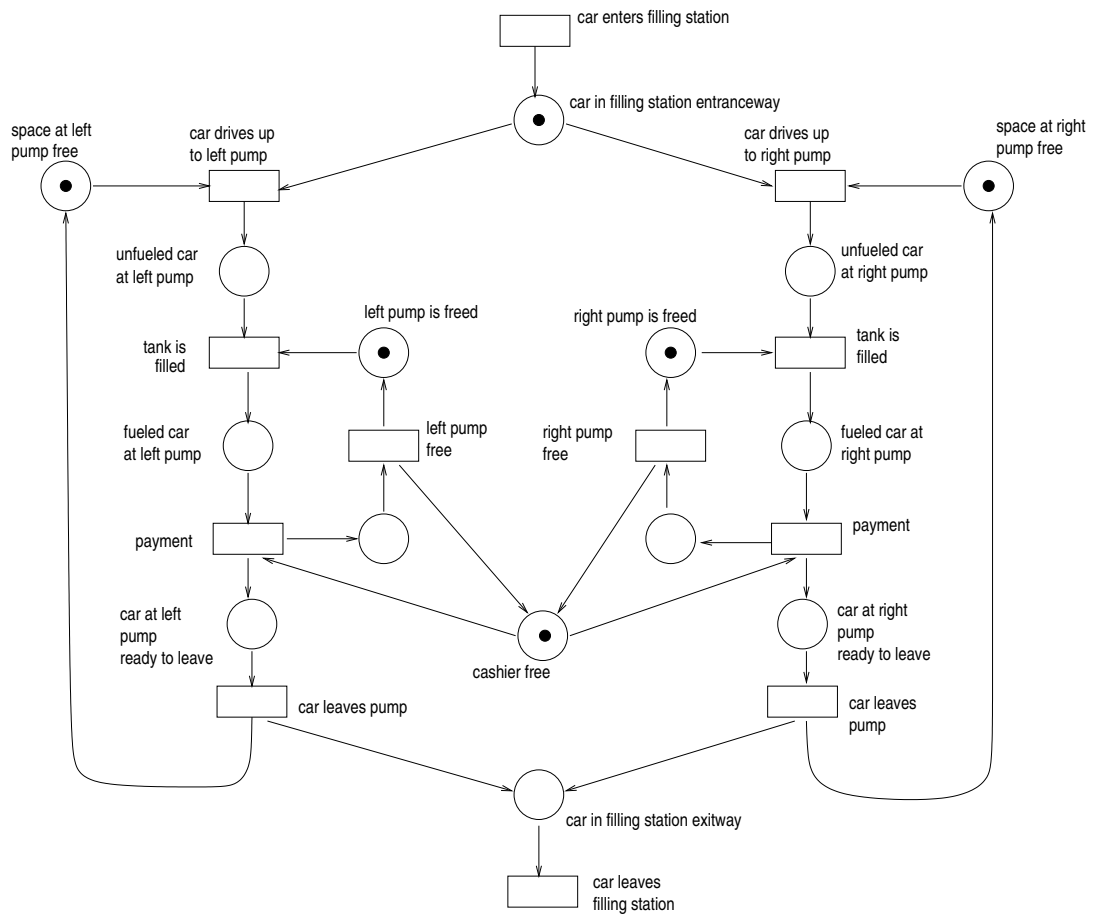 car enters filling station
car in filling station entranceway
space at left
pump free
car drives up
to left pump
car drives up
to right pump
space at right
pump free
unfueled car
at left pump
unfueled car
at right pump
left pump is freed
right pump is freed
tank is
filled
tank is
filled
fueled car
at left pump
left pump
free
right pump
free
fueled car at
right pump
payment
payment
car at left
pump
ready to leave
car at right
pump
ready to leave
cashier free
car leaves pump
car leaves
pump
car in filling station exitway
car leaves
filling station